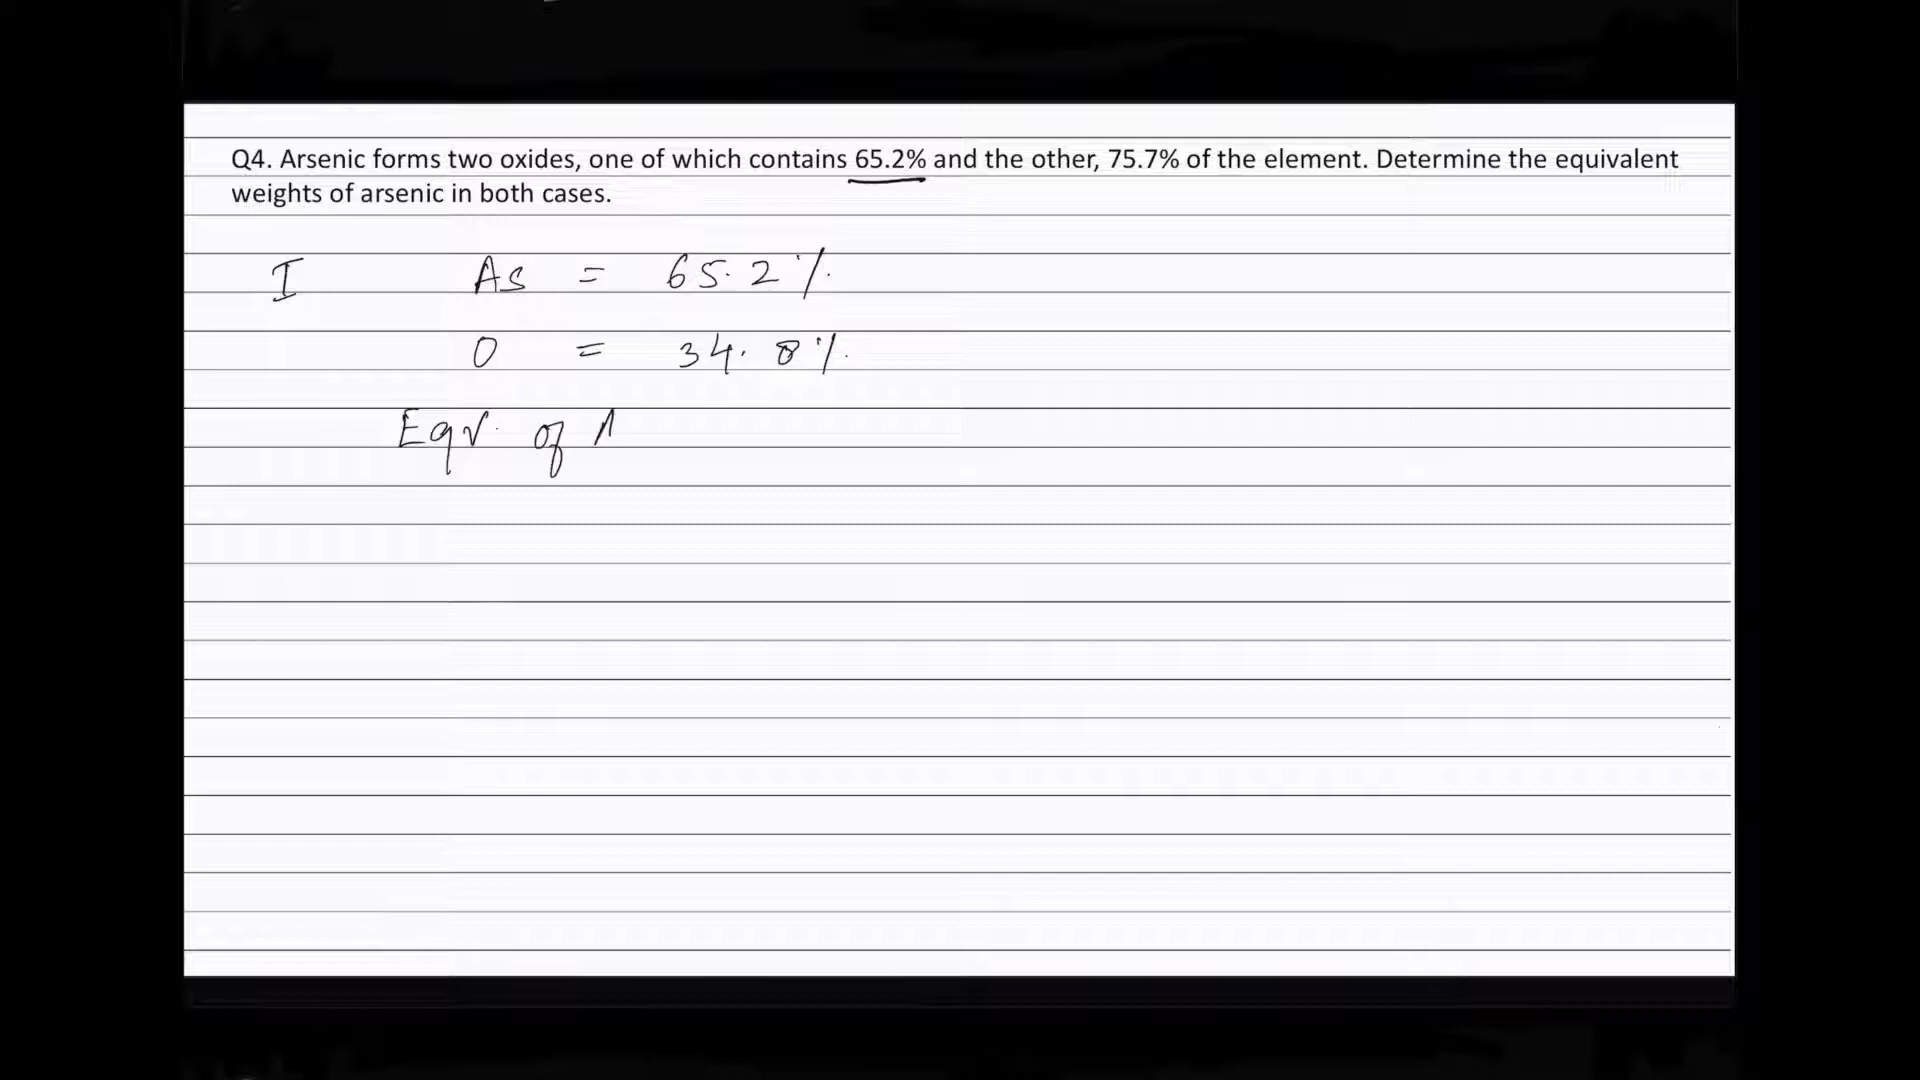 Q4. Arsenic forms two oxides, one of which contains 65.2% and the other, 75.7% of the element. Determine the equivalent
weights of arsenic in both cases.
I As = 65.2%
O = 34.8%
Eqv. of